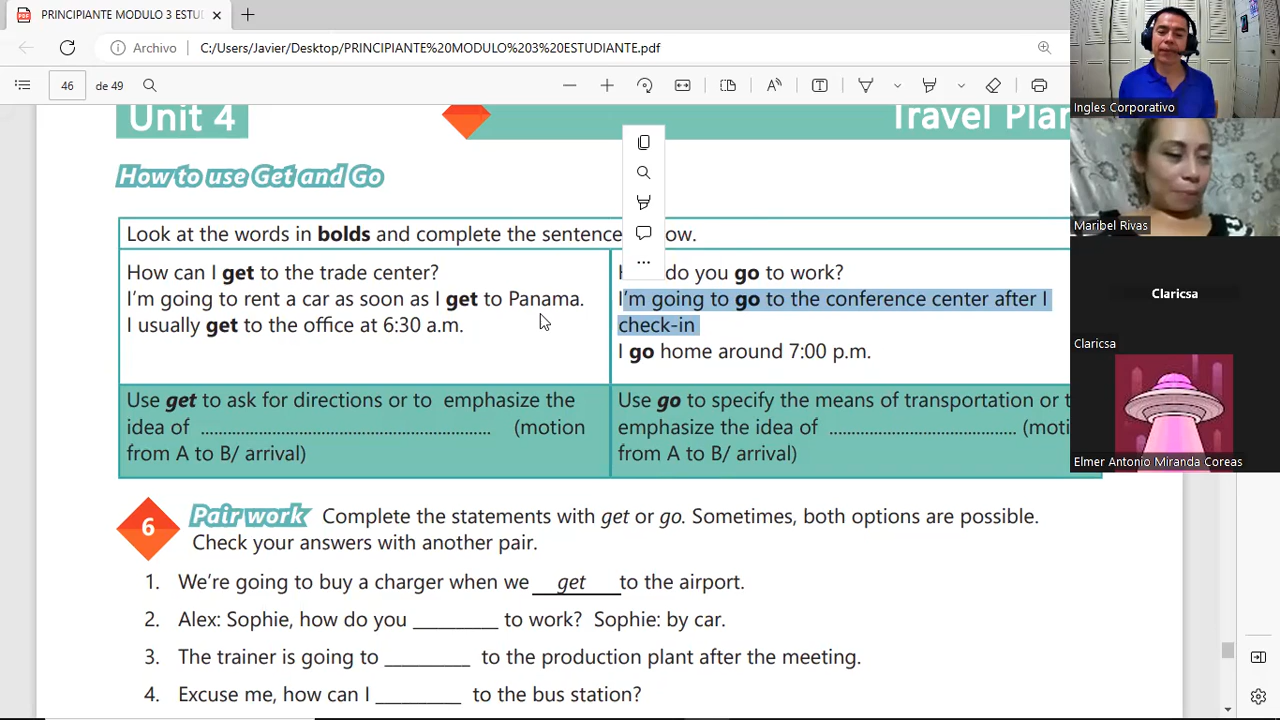 PRINCIPIANTE MODULO 3 ESTU
Archivo
C:/Users/Javier/Desktop/PRINCIPIANTE%20MODULO%203%20ESTUDIANTE.pdf
46
de 49
Unit 4
Travel Plan
How to use Get and Go
Look at the words in bolds and complete the sentence
ow.
How can I get to the trade center?
I'm going to rent a car as soon as I get to Panama.
I usually get to the office at 6:30 a.m.
do you go to work?
I'm going to go to the conference center after I
check-in
I go home around 7:00 p.m.
Use get to ask for directions or to emphasize the
idea of ................................................... (motion
from A to B/ arrival)
Use go to specify the means of transportation or t
emphasize the idea of ................................. (moti
from A to B/ arrival)
6
Pair work Complete the statements with get or go. Sometimes, both options are possible.
Check your answers with another pair.
1. We're going to buy a charger when we get to the airport.
2. Alex: Sophie, how do you ________ to work? Sophie: by car.
3. The trainer is going to ________ to the production plant after the meeting.
4. Excuse me, how can I ________ to the bus station?
Ingles Corporativo
Maribel Rivas
Claricsa
Claricsa
Elmer Antonio Miranda Coreas